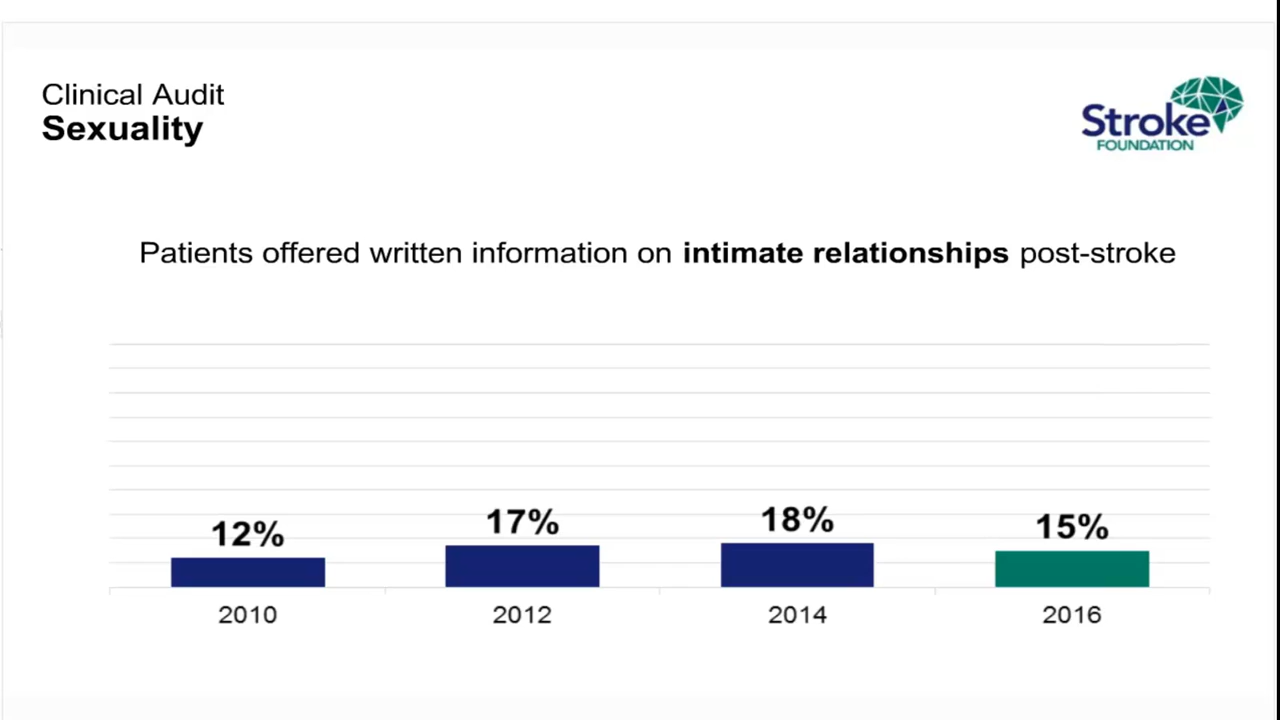 Clinical Audit
Sexuality
Stroke
FOUNDATION
Patients offered written information on intimate relationships post-stroke
12%
17%
18%
15%
2010
2012
2014
2016